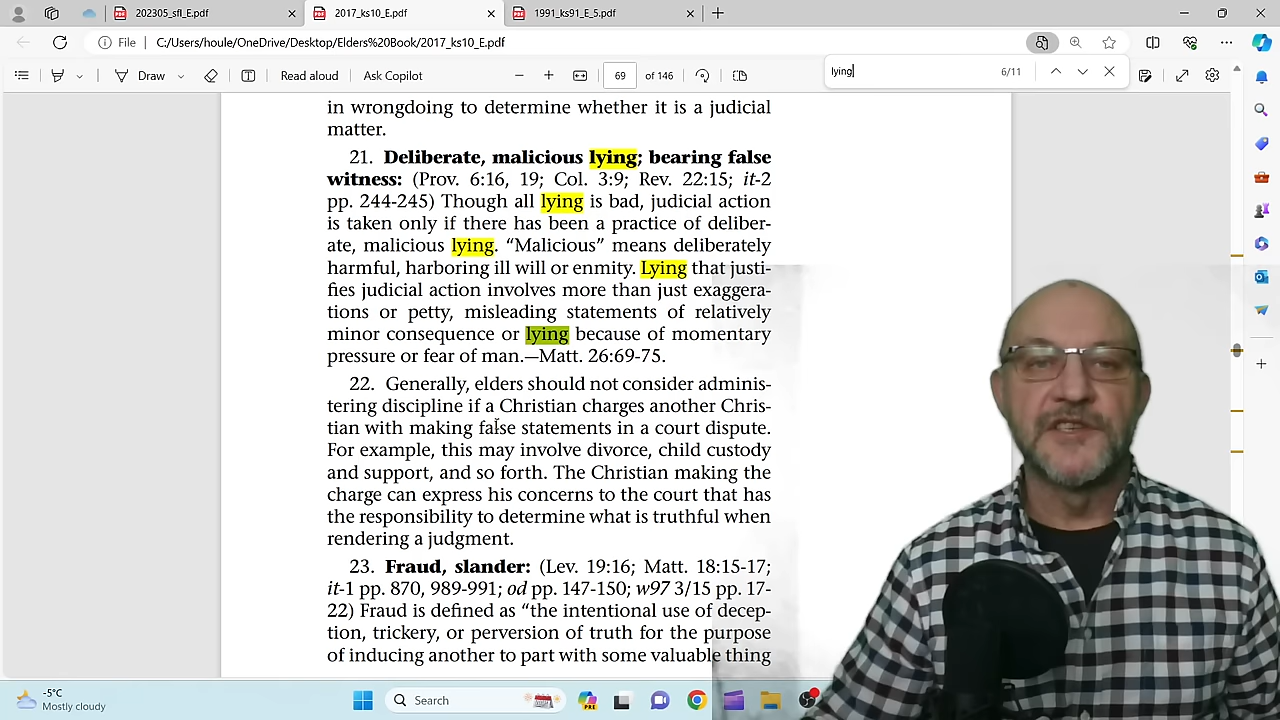 202305_sfl_E.pdf
2017_ks10_E.pdf
1991_ks91_E_5.pdf
File C:/Users/houle/OneDrive/Desktop/Elders%20Book/2017_ks10_E.pdf
Draw
Read aloud
Ask Copilot
69 of 146
lying 6/11
in wrongdoing to determine whether it is a judicial
matter.
21. Deliberate, malicious lying; bearing false
witness: (Prov. 6:16, 19; Col. 3:9; Rev. 22:15; it-2
pp. 244-245) Though all lying is bad, judicial action
is taken only if there has been a practice of deliber-
ate, malicious lying. “Malicious” means deliberately
harmful, harboring ill will or enmity. Lying that justi-
fies judicial action involves more than just exaggera-
tions or petty, misleading statements of relatively
minor consequence or lying because of momentary
pressure or fear of man.—Matt. 26:69-75.
22. Generally, elders should not consider adminis-
tering discipline if a Christian charges another Chris-
tian with making false statements in a court dispute.
For example, this may involve divorce, child custody
and support, and so forth. The Christian making the
charge can express his concerns to the court that has
the responsibility to determine what is truthful when
rendering a judgment.
23. Fraud, slander: (Lev. 19:16; Matt. 18:15-17;
it-1 pp. 870, 989-991; od pp. 147-150; w97 3/15 pp. 17-
22) Fraud is defined as “the intentional use of decep-
tion, trickery, or perversion of truth for the purpose
of inducing another to part with some valuable thing
-5°C
Mostly cloudy
Search
PRE